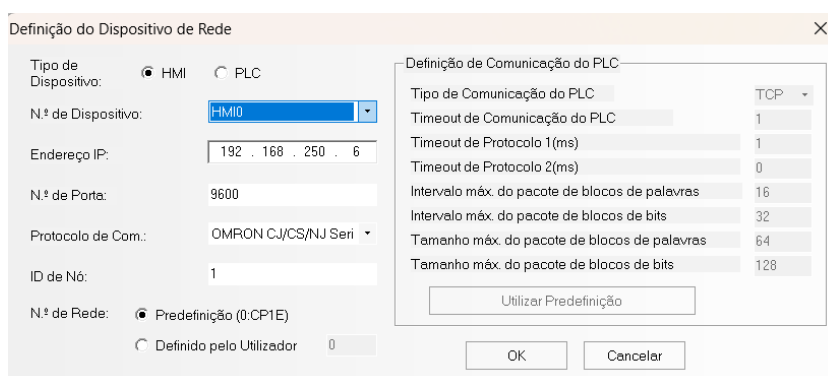 Definição do Dispositivo de Rede
Tipo de Dispositivo:
HMI
PLC
N.º de Dispositivo:
HMI0
Endereço IP:
192 . 168 . 250 . 6
N.º de Porta:
9600
Protocolo de Com.:
OMRON CJ/CS/NJ Seri
ID de Nó:
1
N.º de Rede:
Predefinição (0:CP1E)
Definido pelo Utilizador
0
Definição de Comunicação do PLC
Tipo de Comunicação do PLC TCP
Timeout de Comunicação do PLC 1
Timeout de Protocolo 1(ms) 1
Timeout de Protocolo 2(ms) 0
Intervalo máx. do pacote de blocos de palavras 16
Intervalo máx. do pacote de blocos de bits 32
Tamanho máx. do pacote de blocos de palavras 64
Tamanho máx. do pacote de blocos de bits 128
Utilizar Predefinição
OK
Cancelar